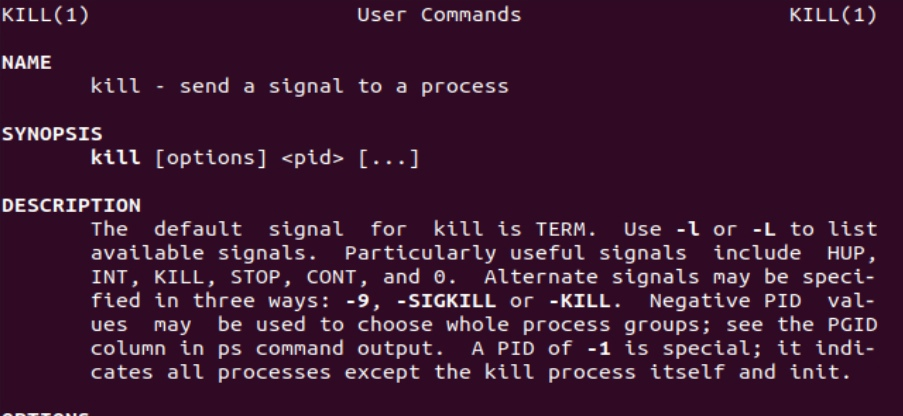 KILL(1) User Commands KILL(1)
NAME
kill - send a signal to a process
SYNOPSIS
kill [options] <pid> [...]
DESCRIPTION
The default signal for kill is TERM. Use -l or -L to list
available signals. Particularly useful signals include HUP,
INT, KILL, STOP, CONT, and 0. Alternate signals may be speci-
fied in three ways: -9, -SIGKILL or -KILL. Negative PID val-
ues may be used to choose whole process groups; see the PGID
column in ps command output. A PID of -1 is special; it indi-
cates all processes except the kill process itself and init.
OPTIONS